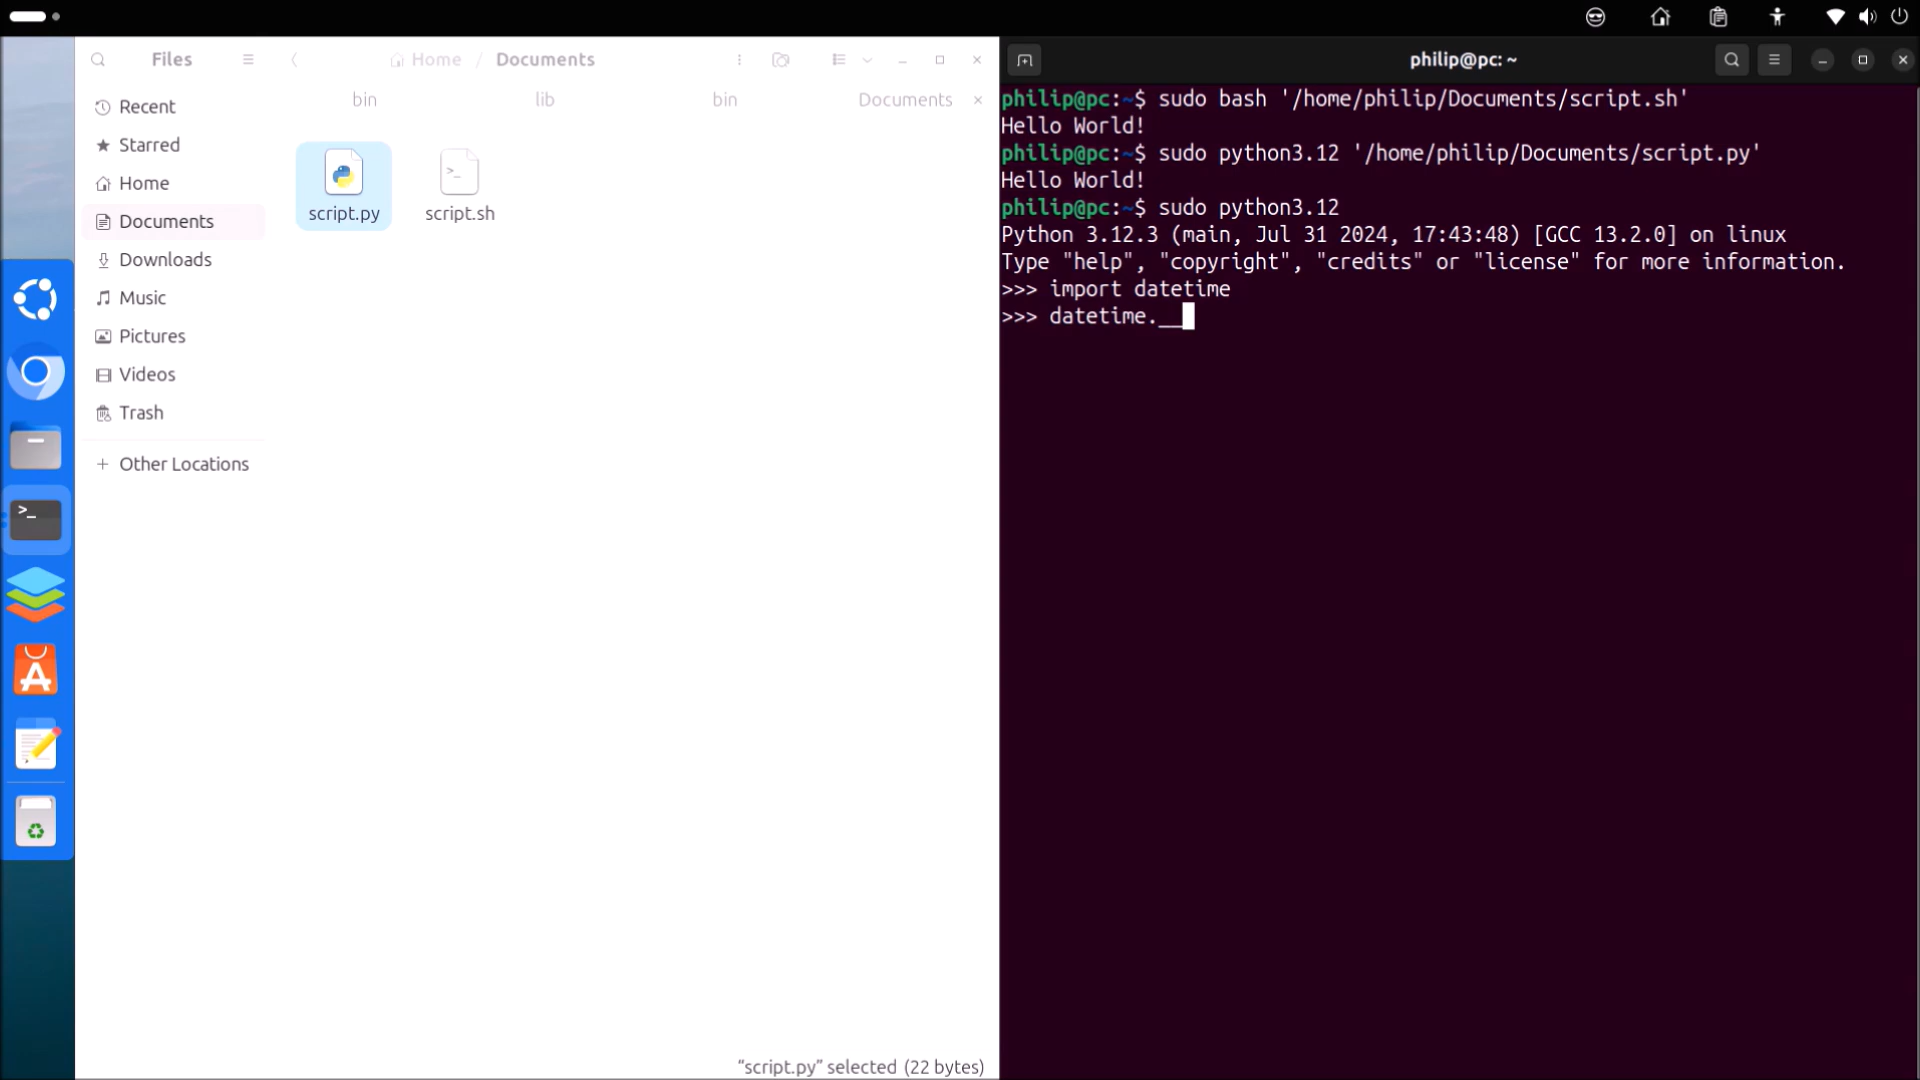 Files
Home / Documents
bin
lib
bin
Documents
Recent
Starred
Home
Documents
Downloads
Music
Pictures
Videos
Trash
Other Locations
script.py
script.sh
"script.py" selected (22 bytes)
philip@pc: ~
philip@pc:~$ sudo bash '/home/philip/Documents/script.sh'
Hello World!
philip@pc:~$ sudo python3.12 '/home/philip/Documents/script.py'
Hello World!
philip@pc:~$ sudo python3.12
Python 3.12.3 (main, Jul 31 2024, 17:43:48) [GCC 13.2.0] on linux
Type "help", "copyright", "credits" or "license" for more information.
>>> import datetime
>>> datetime.__